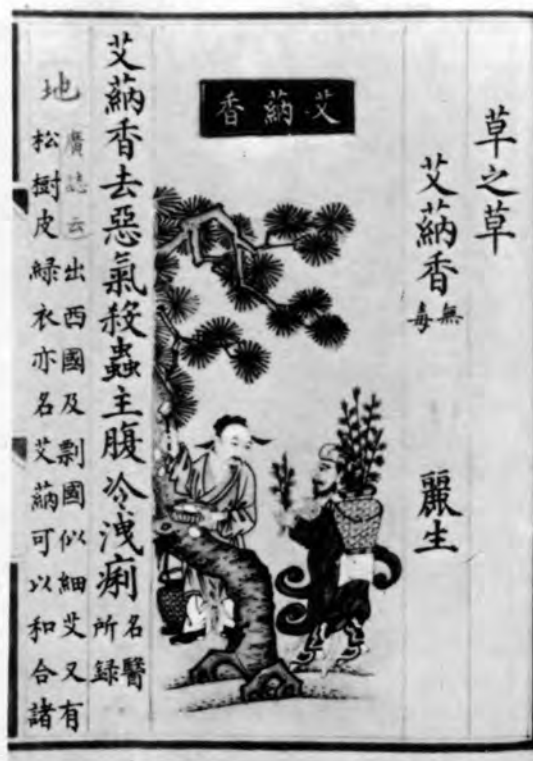 草之草
艾蒳香
無
毒
麗生
艾蒳香
艾蒳香去惡氣殺蟲主腹冷洩痢
名醫
所錄
地
廣誌云出西國及剽國似細艾又有
松樹皮綠衣亦名艾蒳可以和合諸